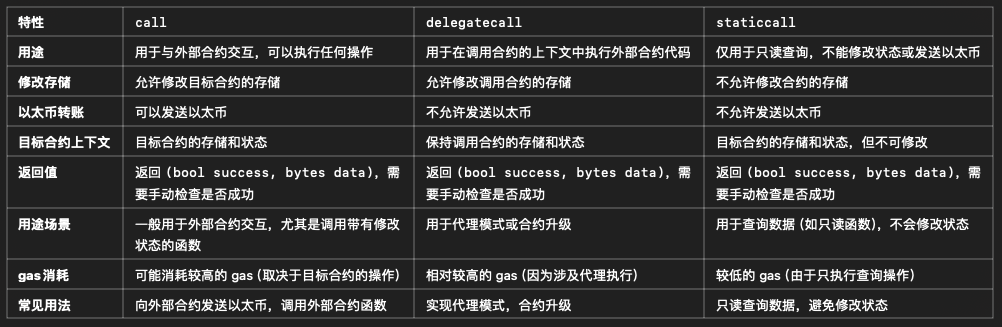 特性 call delegatecall staticcall
用途 用于与外部合约交互，可以执行任何操作 用于在调用合约的上下文中执行外部合约代码 仅用于只读查询，不能修改状态或发送以太币
修改存储 允许修改目标合约的存储 允许修改调用合约的存储 不允许修改合约的存储
以太币转账 可以发送以太币 不允许发送以太币 不允许发送以太币
目标合约上下文 目标合约的存储和状态 保持调用合约的存储和状态 目标合约的存储和状态，但不可修改
返回值 返回 (bool success, bytes data)，需 返回 (bool success, bytes data)，需 返回 (bool success, bytes data)，需
要手动检查是否成功 要手动检查是否成功 要手动检查是否成功
用途场景 一般用于外部合约交互，尤其是调用带有修改 用于代理模式或合约升级 用于查询数据 (如只读函数)，不会修改状态
状态的函数
gas 消耗 可能消耗较高的 gas (取决于目标合约的操作) 相对较高的 gas (因为涉及代理执行) 较低的 gas (由于只执行查询操作)
常见用法 向外部合约发送以太币，调用外部合约函数 实现代理模式，合约升级 只读查询数据，避免修改状态